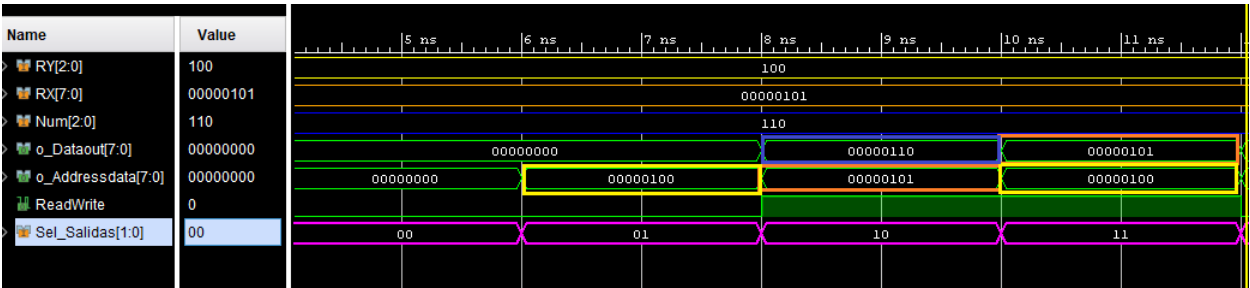 Name Value
5 ns 6 ns 7 ns 8 ns 9 ns 10 ns 11 ns
RY[2:0] 100 100
RX[7:0] 00000101 00000101
Num[2:0] 110 110
o_Dataout[7:0] 00000000 00000000 00000110 00000101
o_Addressdata[7:0] 00000000 00000000 00000100 00000101 00000100
ReadWrite 0
Sel_Salidas[1:0] 00 00 01 10 11